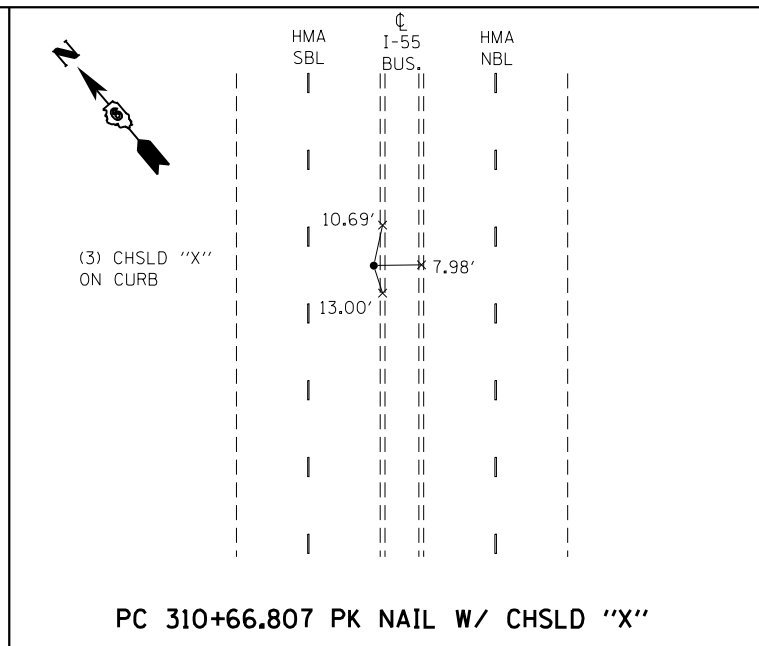 N
6
HMA
SBL
℄
I-55
BUS.
HMA
NBL
10.69'
(3) CHSLD "X"
ON CURB
7.98'
13.00'
PC 310+66.807 PK NAIL W/ CHSLD "X"